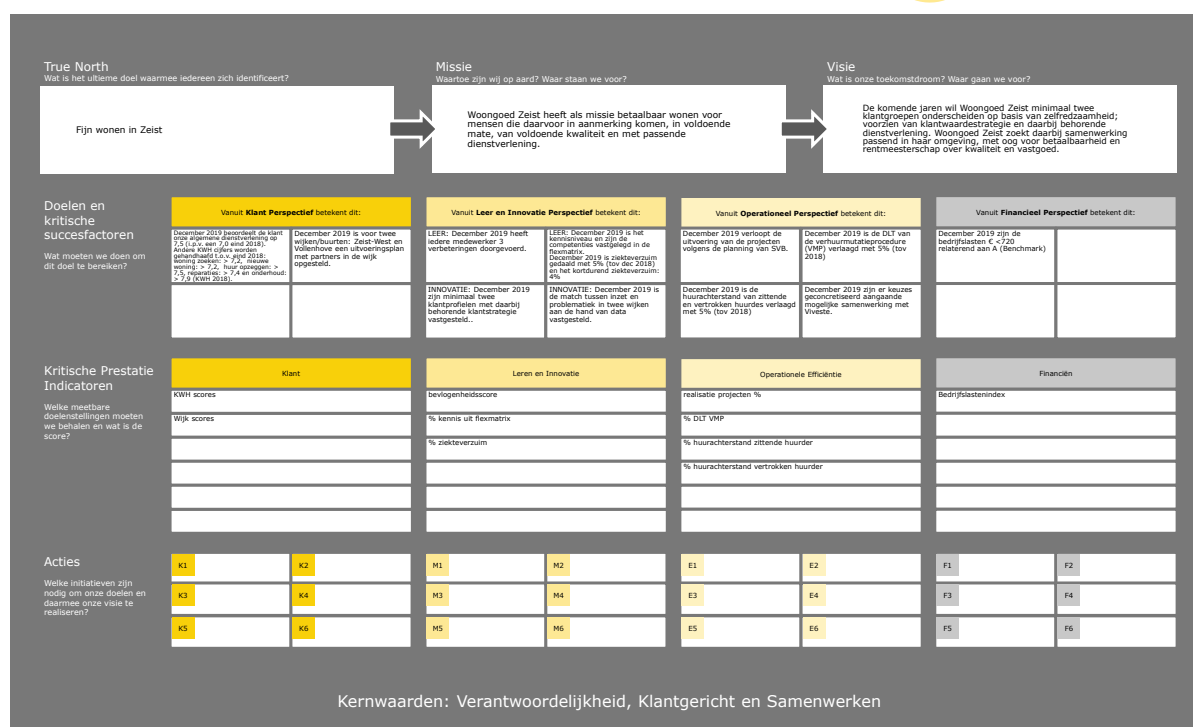 True North
Wat is het ultieme doel waarmee iedereen zich identificeert?
Fijn wonen in Zeist
Missie
Waartoe zijn wij op aard? Waar staan we voor?
Woongoed Zeist heeft als missie betaalbaar wonen voor
mensen die daarvoor in aanmerking komen, in voldoende
mate, van voldoende kwaliteit en met passende
dienstverlening.
Visie
Wat is onze toekomstdroom? Waar gaan we voor?
De komende jaren wil Woongoed Zeist minimaal twee
klantgroepen onderscheiden op basis van zelfredzaamheid;
voorzien van klantwaardestrategie en daarbij behorende
dienstverlening. Woongoed Zeist zoekt daarbij samenwerking
passend in haar omgeving, met oog voor betaalbaarheid en
rentmeesterschap over kwaliteit en vastgoed.
Doelen en
kritische
succesfactoren
Wat moeten we doen om
dit doel te bereiken?
Vanuit Klant Perspectief betekent dit:
December 2019 beoordeelt de klant
onze algemene dienstverlening op
7,5 (i.p.v. een 7,0 eind 2018).
Andere KWH cijfers worden
gehandhaafd t.o.v. eind 2018:
woning zoeken: > 7,2, nieuwe
woning: > 7,2, huur opzeggen: >
7,5, reparaties: > 7,4 en onderhoud:
> 7,9 (KWH 2018).
December 2019 is voor twee
wijken/buurten: Zeist-West en
Vollenhove een uitvoeringsplan
met partners in de wijk
opgesteld.
Vanuit Leer en Innovatie Perspectief betekent dit:
LEER: December 2019 heeft
iedere medewerker 3
verbeteringen doorgevoerd.
LEER: December 2019 is het
kennisniveau en zijn de
competenties vastgelegd in de
flexmatrix.
December 2019 is ziekteverzuim
gedaald met 5% (tov dec 2018)
en het kortdurend ziekteverzuim:
4%
INNOVATIE: December 2019
zijn minimaal twee
klantprofielen met daarbij
behorende klantstrategie
vastgesteld..
INNOVATIE: December 2019 is
de match tussen inzet en
problematiek in twee wijken
aan de hand van data
vastgesteld.
Vanuit Operationeel Perspectief betekent dit:
December 2019 verloopt de
uitvoering van de projecten
volgens de planning van SVB.
December 2019 is de DLT van
de verhuurmutatieprocedure
(VMP) verlaagd met 5% (tov
2018)
December 2019 is de
huurachterstand van zittende
en vertrokken huurdes verlaagd
met 5% (tov 2018)
December 2019 zijn er keuzes
geconcretiseerd aangaande
mogelijke samenwerking met
Viveste.
Vanuit Financieel Perspectief betekent dit:
December 2019 zijn de
bedrijfslasten € <720
relaterend aan A (Benchmark)
Kritische Prestatie
Indicatoren
Welke meetbare
doelenstellingen moeten
we behalen en wat is de
score?
Klant
KWH scores
Wijk scores
Leren en Innovatie
bevlogenheidsscore
% kennis uit flexmatrix
% ziekteverzuim
Operationele Efficiëntie
realisatie projecten %
% DLT VMP
% huurachterstand zittende huurder
% huurachterstand vertrokken huurder
Financiën
Bedrijfslastenindex
Acties
Welke initiatieven zijn
nodig om onze doelen en
daarmee onze visie te
realiseren?
K1 K2 M1 M2 E1 E2 F1 F2
K3 K4 M3 M4 E3 E4 F3 F4
K5 K6 M5 M6 E5 E6 F5 F6
Kernwaarden: Verantwoordelijkheid, Klantgericht en Samenwerken